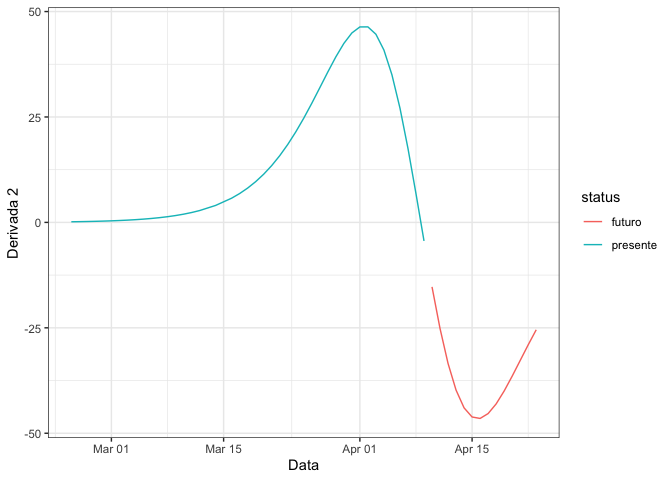 50
25
0
-25
-50
Derivada 2
Mar 01
Mar 15
Apr 01
Apr 15
Data
status
futuro
presente